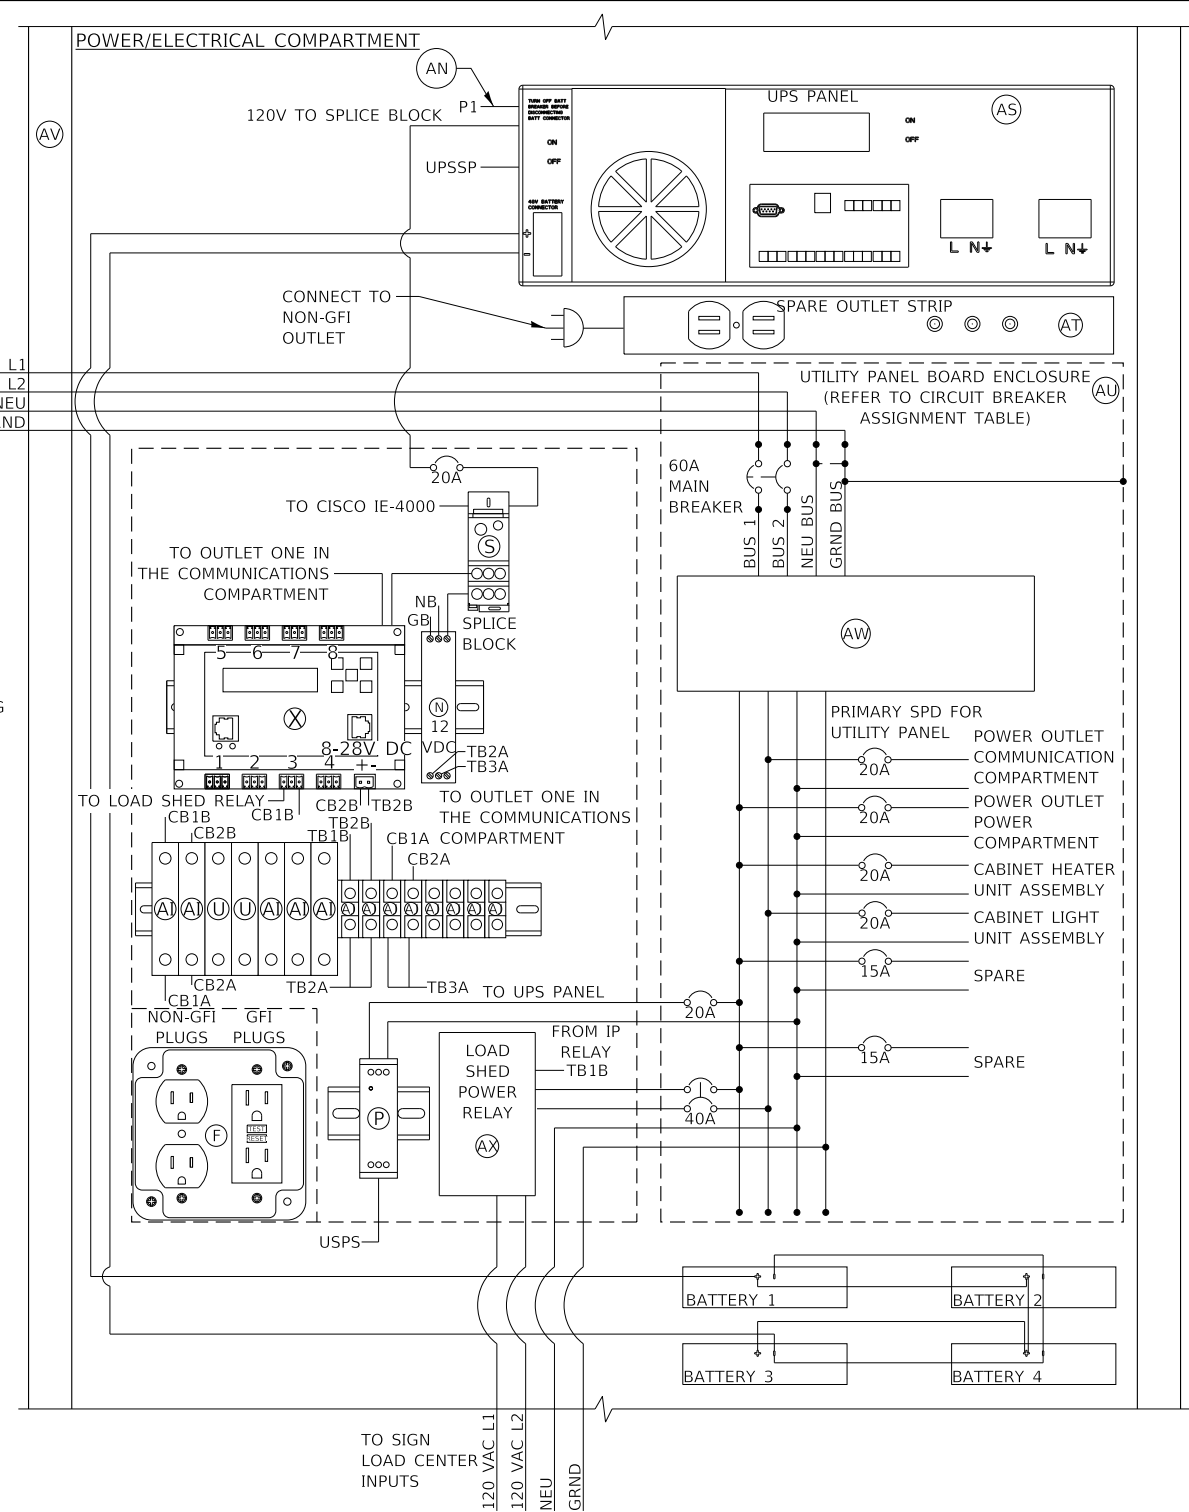 POWER/ELECTRICAL COMPARTMENT
AN
P1
120V TO SPLICE BLOCK
UPSSP
AV
TURN OFF BATT
BREAKER BEFORE
DISCONNECTING
BATT CONNECTOR
ON
OFF
40V BATTERY
CONNECTOR
+
-
UPS PANEL
AS
ON
OFF
L N
L N
CONNECT TO
NON-GFI
OUTLET
SPARE OUTLET STRIP
AT
L1
L2
NEU
ND
UTILITY PANEL BOARD ENCLOSURE
(REFER TO CIRCUIT BREAKER
ASSIGNMENT TABLE)
AU
60A
MAIN
BREAKER
BUS 1
BUS 2
NEU BUS
GRND BUS
AW
20A
TO CISCO IE-4000
S
TO OUTLET ONE IN
THE COMMUNICATIONS
COMPARTMENT
NB
GB
SPLICE
BLOCK
5 6 7 8
X
N
12
VDC
8-28V DC
1 2 3 4 +-
TB2A
TB3A
G
TO LOAD SHED RELAY
CB1B
CB2B
TB2B
TO OUTLET ONE IN
THE COMMUNICATIONS
COMPARTMENT
CB1B
CB2B
TB1B
TB2B
CB1A
CB2A
AI AI U U AI AI AI
AJ AJ AJ AJ AJ AJ AJ AJ
CB1A
CB2A
TB2A
TB3A
PRIMARY SPD FOR
UTILITY PANEL
20A
POWER OUTLET
COMMUNICATION
COMPARTMENT
20A
POWER OUTLET
POWER
COMPARTMENT
20A
CABINET HEATER
UNIT ASSEMBLY
20A
CABINET LIGHT
UNIT ASSEMBLY
15A
SPARE
15A
SPARE
TO UPS PANEL
20A
NON-GFI
PLUGS
GFI
PLUGS
F
TEST
RESET
P
USPS
LOAD
SHED
POWER
RELAY
AX
FROM IP
RELAY
TB1B
40A
BATTERY 1
BATTERY 2
BATTERY 3
BATTERY 4
TO SIGN
LOAD CENTER
INPUTS
120 VAC L1
120 VAC L2
NEU
GRND